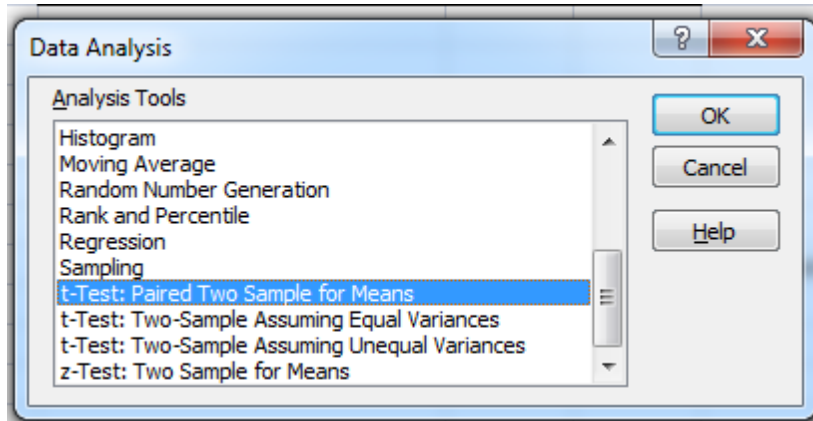 Data Analysis
Analysis Tools
Histogram
Moving Average
Random Number Generation
Rank and Percentile
Regression
Sampling
t-Test: Paired Two Sample for Means
t-Test: Two-Sample Assuming Equal Variances
t-Test: Two-Sample Assuming Unequal Variances
z-Test: Two Sample for Means
OK
Cancel
Help